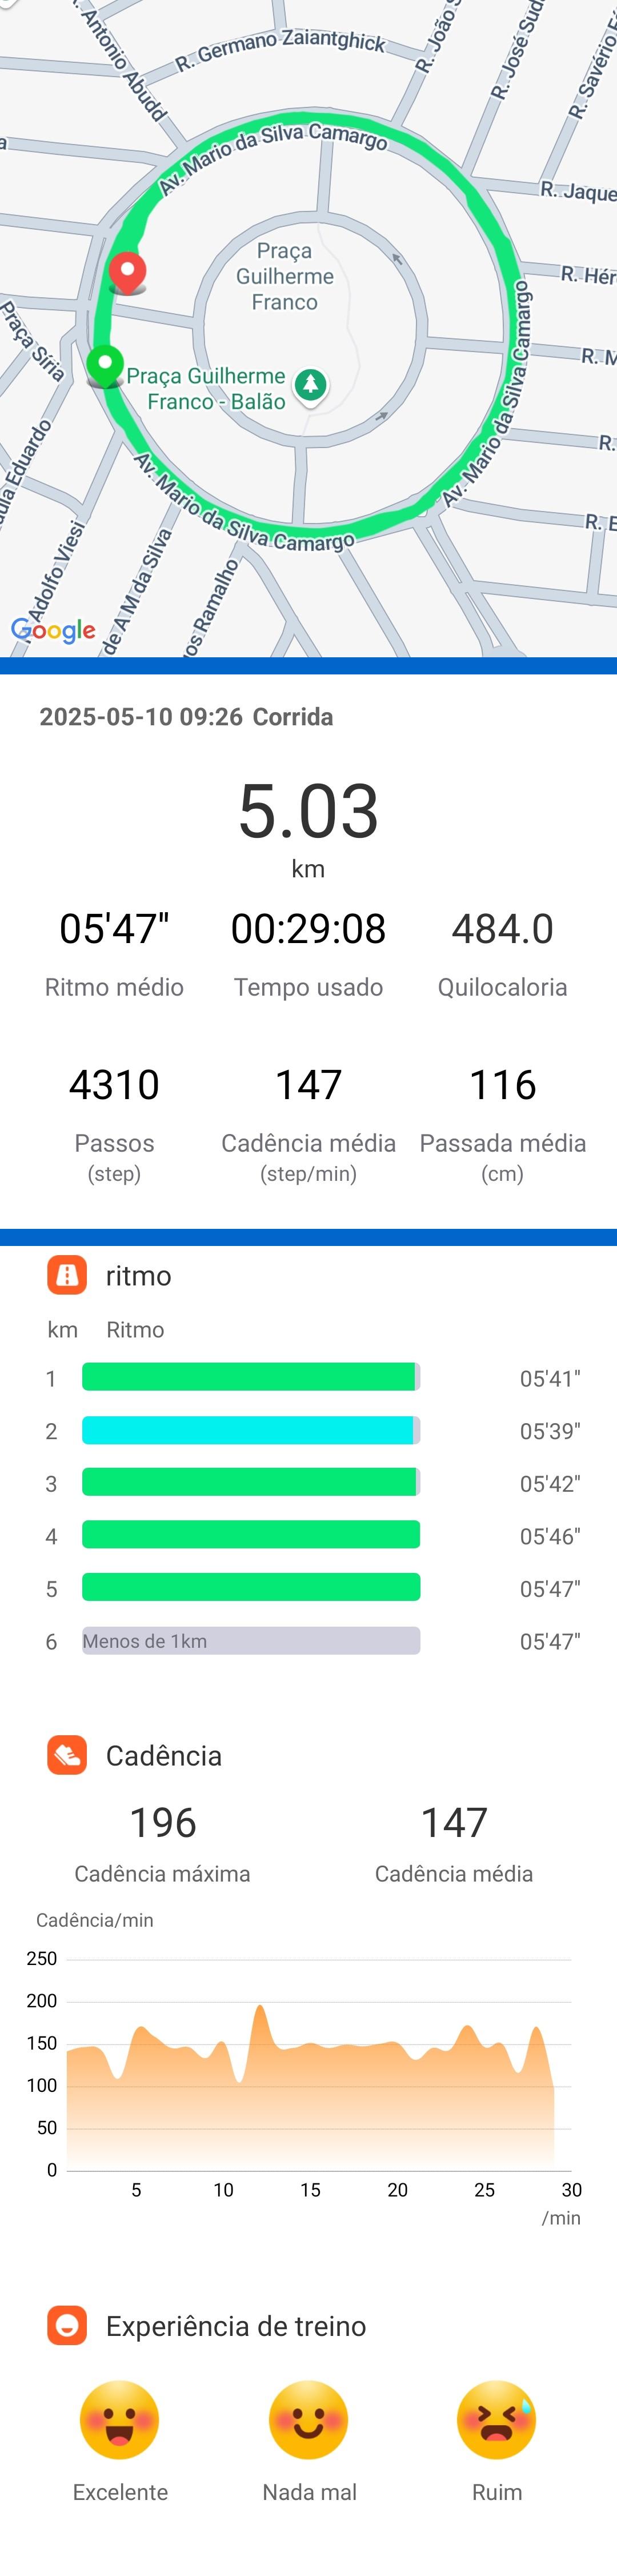 R. Antonio Abudd
R. Germano Zaiantghick
R. João S
R. José Sud
R. Savério F
Av. Mario da Silva Camargo
R. Jaque
Praça
Guilherme
Franco
R. Hér
Praça Síria
Av. Mario da Silva Camargo
R. M
Praça Guilherme
Franco - Balão
R.
Av. Mario da Silva Camargo
aula Eduardo
R. E
Adolfo Viesi
de A M da Silva
os Ramalho
Google
2025-05-10 09:26 Corrida
5.03
km
05'47" 00:29:08 484.0
Ritmo médio Tempo usado Quilocaloria
4310 147 116
Passos Cadência média Passada média
(step) (step/min) (cm)
ritmo
km Ritmo
1 05'41"
2 05'39"
3 05'42"
4 05'46"
5 05'47"
6 Menos de 1km 05'47"
Cadência
196 147
Cadência máxima Cadência média
Cadência/min
250
200
150
100
50
0
5 10 15 20 25 30
/min
Experiência de treino
Excelente Nada mal Ruim